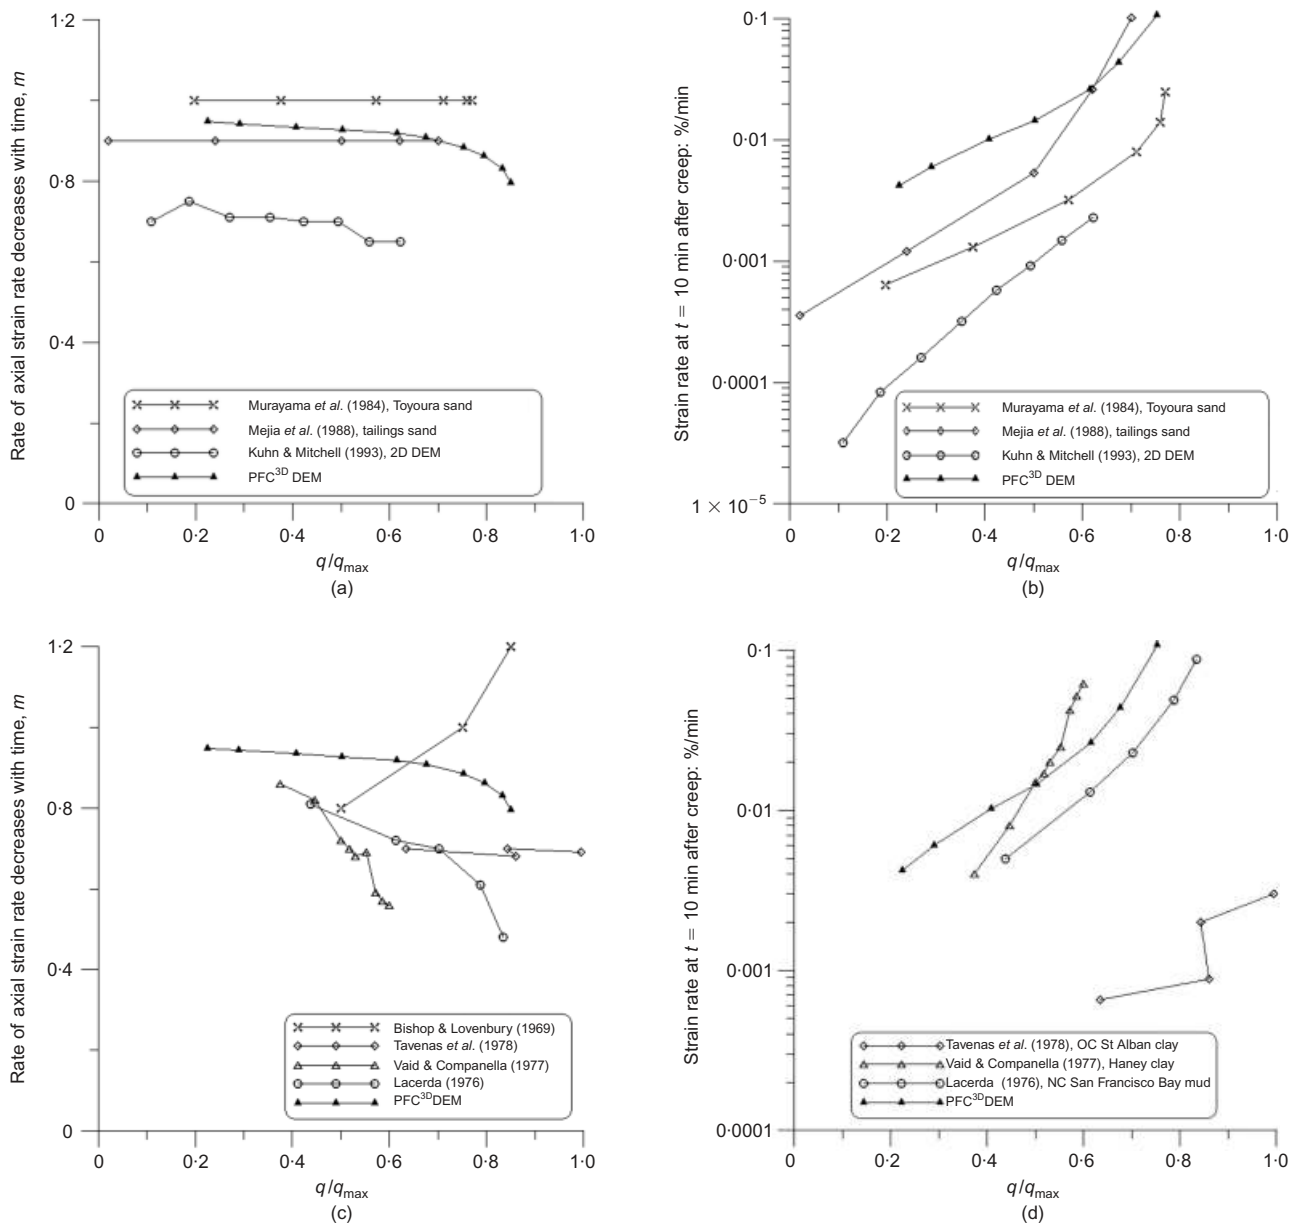 1·2
0·8
0·4
0
Rate of axial strain rate decreases with time, m
Murayama et al. (1984), Toyoura sand
Mejia et al. (1988), tailings sand
Kuhn & Mitchell (1993), 2D DEM
PFC3D DEM
0 0·2 0·4 0·6 0·8 1·0
q/qmax
(a)
0·1
0·01
0·001
0·0001
1 × 10−5
Strain rate at t = 10 min after creep: %/min
Murayama et al. (1984), Toyoura sand
Mejia et al. (1988), tailings sand
Kuhn & Mitchell (1993), 2D DEM
PFC3D DEM
0 0·2 0·4 0·6 0·8 1·0
q/qmax
(b)
1·2
0·8
0·4
0
Rate of axial strain rate decreases with time, m
Bishop & Lovenbury (1969)
Tavenas et al. (1978)
Vaid & Companella (1977)
Lacerda (1976)
PFC3DDEM
0 0·2 0·4 0·6 0·8 1·0
q/qmax
(c)
0·1
0·01
0·001
0·0001
Strain rate at t = 10 min after creep: %/min
Tavenas et al. (1978), OC St Alban clay
Vaid & Companella (1977), Haney clay
Lacerda (1976), NC San Francisco Bay mud
PFC3DDEM
0 0·2 0·4 0·6 0·8 1·0
q/qmax
(d)